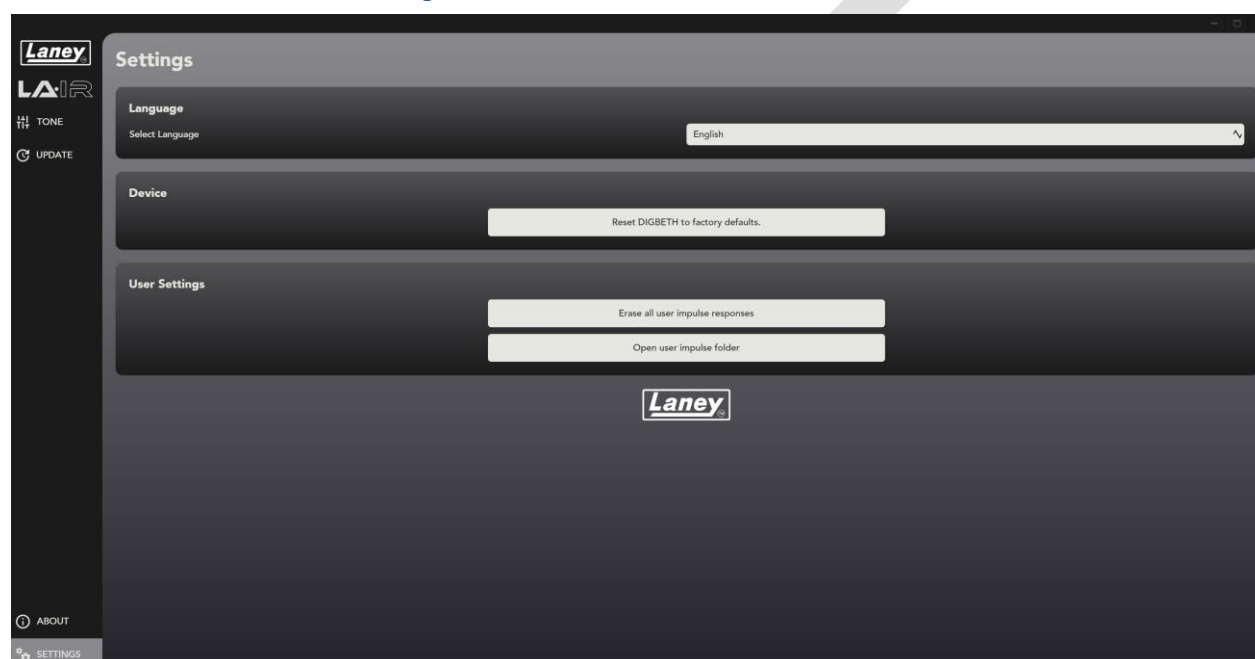 Laney
LA·IR
TONE
UPDATE
Settings
Language
Select Language
English
Device
Reset DIGBETH to factory defaults.
User Settings
Erase all user impulse responses
Open user impulse folder
Laney
ABOUT
SETTINGS